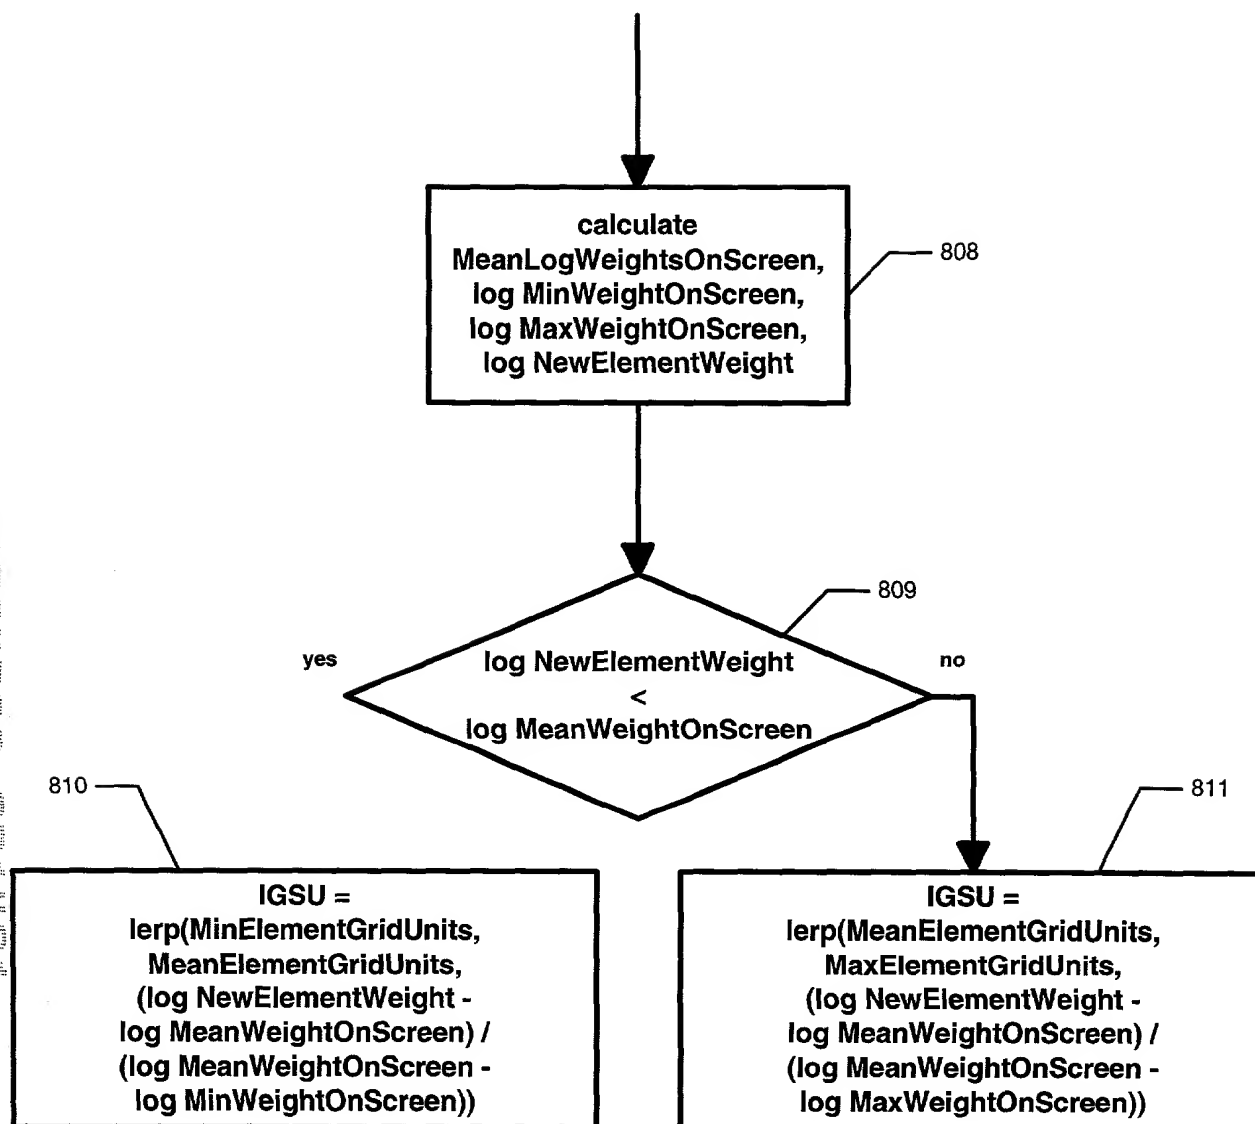 calculate
MeanLogWeightsOnScreen,
log MinWeightOnScreen,
log MaxWeightOnScreen,
log NewElementWeight
808
809
yes
log NewElementWeight
<
log MeanWeightOnScreen
no
810
811
IGSU =
lerp(MinElementGridUnits,
MeanElementGridUnits,
(log NewElementWeight -
log MeanWeightOnScreen) /
(log MeanWeightOnScreen -
log MinWeightOnScreen))
IGSU =
lerp(MeanElementGridUnits,
MaxElementGridUnits,
(log NewElementWeight -
log MeanWeightOnScreen) /
(log MeanWeightOnScreen -
log MaxWeightOnScreen))